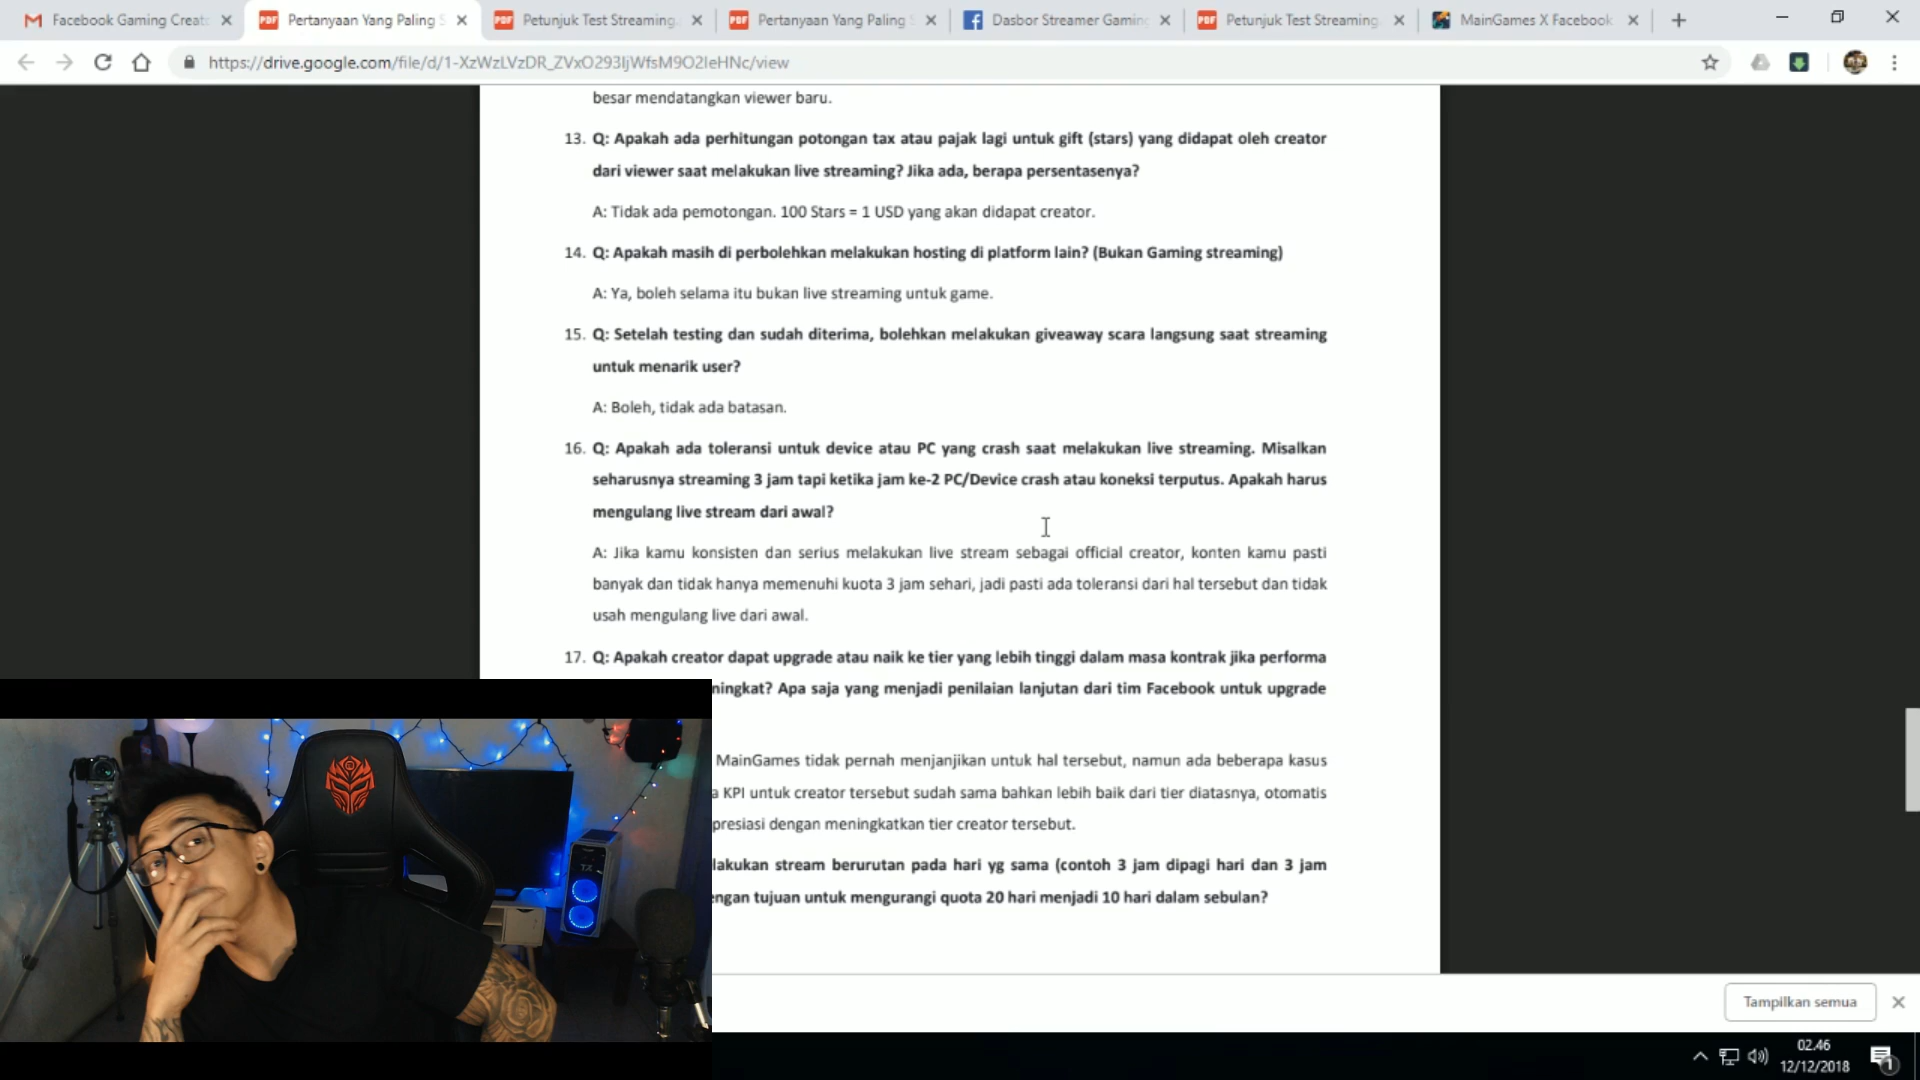 Facebook Gaming Creat
Pertanyaan Yang Paling S
Petunjuk Test Streaming
Pertanyaan Yang Paling S
Dasbor Streamer Gaming
Petunjuk Test Streaming
MainGames X Facebook
https://drive.google.com/file/d/1-XzWzLVzDR_ZVxO293IjWfsM9O2IeHNc/view
besar mendatangkan viewer baru.
13. Q: Apakah ada perhitungan potongan tax atau pajak lagi untuk gift (stars) yang didapat oleh creator
dari viewer saat melakukan live streaming? Jika ada, berapa persentasenya?
A: Tidak ada pemotongan. 100 Stars = 1 USD yang akan didapat creator.
14. Q: Apakah masih di perbolehkan melakukan hosting di platform lain? (Bukan Gaming streaming)
A: Ya, boleh selama itu bukan live streaming untuk game.
15. Q: Setelah testing dan sudah diterima, bolehkan melakukan giveaway scara langsung saat streaming
untuk menarik user?
A: Boleh, tidak ada batasan.
16. Q: Apakah ada toleransi untuk device atau PC yang crash saat melakukan live streaming. Misalkan
seharusnya streaming 3 jam tapi ketika jam ke-2 PC/Device crash atau koneksi terputus. Apakah harus
mengulang live stream dari awal?
A: Jika kamu konsisten dan serius melakukan live stream sebagai official creator, konten kamu pasti
banyak dan tidak hanya memenuhi kuota 3 jam sehari, jadi pasti ada toleransi dari hal tersebut dan tidak
usah mengulang live dari awal.
17. Q: Apakah creator dapat upgrade atau naik ke tier yang lebih tinggi dalam masa kontrak jika performa
ningkat? Apa saja yang menjadi penilaian lanjutan dari tim Facebook untuk upgrade
MainGames tidak pernah menjanjikan untuk hal tersebut, namun ada beberapa kasus
a KPI untuk creator tersebut sudah sama bahkan lebih baik dari tier diatasnya, otomatis
presiasi dengan meningkatkan tier creator tersebut.
lakukan stream berurutan pada hari yg sama (contoh 3 jam dipagi hari dan 3 jam
engan tujuan untuk mengurangi quota 20 hari menjadi 10 hari dalam sebulan?
Tampilkan semua
02.46
12/12/2018
1